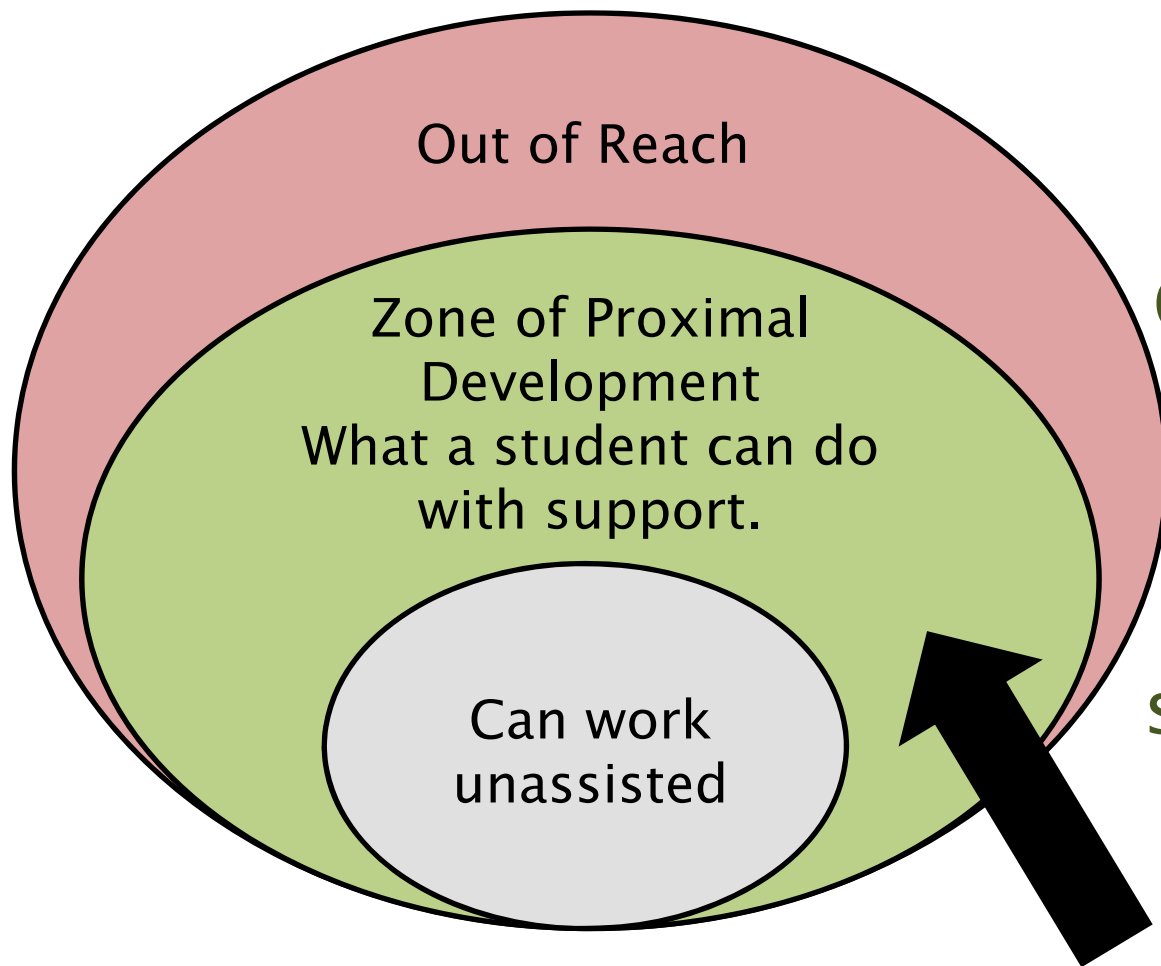 Out of Reach
Zone of Proximal
Development
What a student can do
with support.
Can work
unassisted